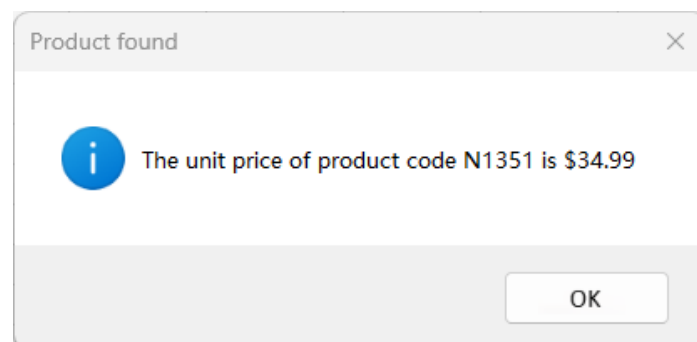 Product found
The unit price of product code N1351 is $34.99
OK